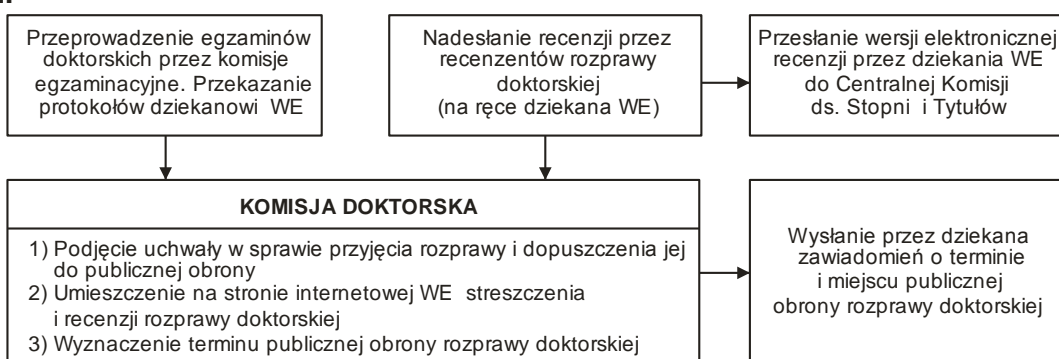 Przeprowadzenie egzaminów
doktorskich przez komisje
egzaminacyjne. Przekazanie
protokołów dziekanowi WE
Nadesłanie recenzji przez
recenzentów rozprawy
doktorskiej
(na ręce dziekana WE)
Przesłanie wersji elektronicznej
recenzji przez dziekania WE
do Centralnej Komisji
ds. Stopni i Tytułów
KOMISJA DOKTORSKA
1) Podjęcie uchwały w sprawie przyjęcia rozprawy i dopuszczenia jej
do publicznej obrony
2) Umieszczenie na stronie internetowej WE streszczenia
i recenzji rozprawy doktorskiej
3) Wyznaczenie terminu publicznej obrony rozprawy doktorskiej
Wysłanie przez dziekana
zawiadomień o terminie
i miejscu publicznej
obrony rozprawy doktorskiej